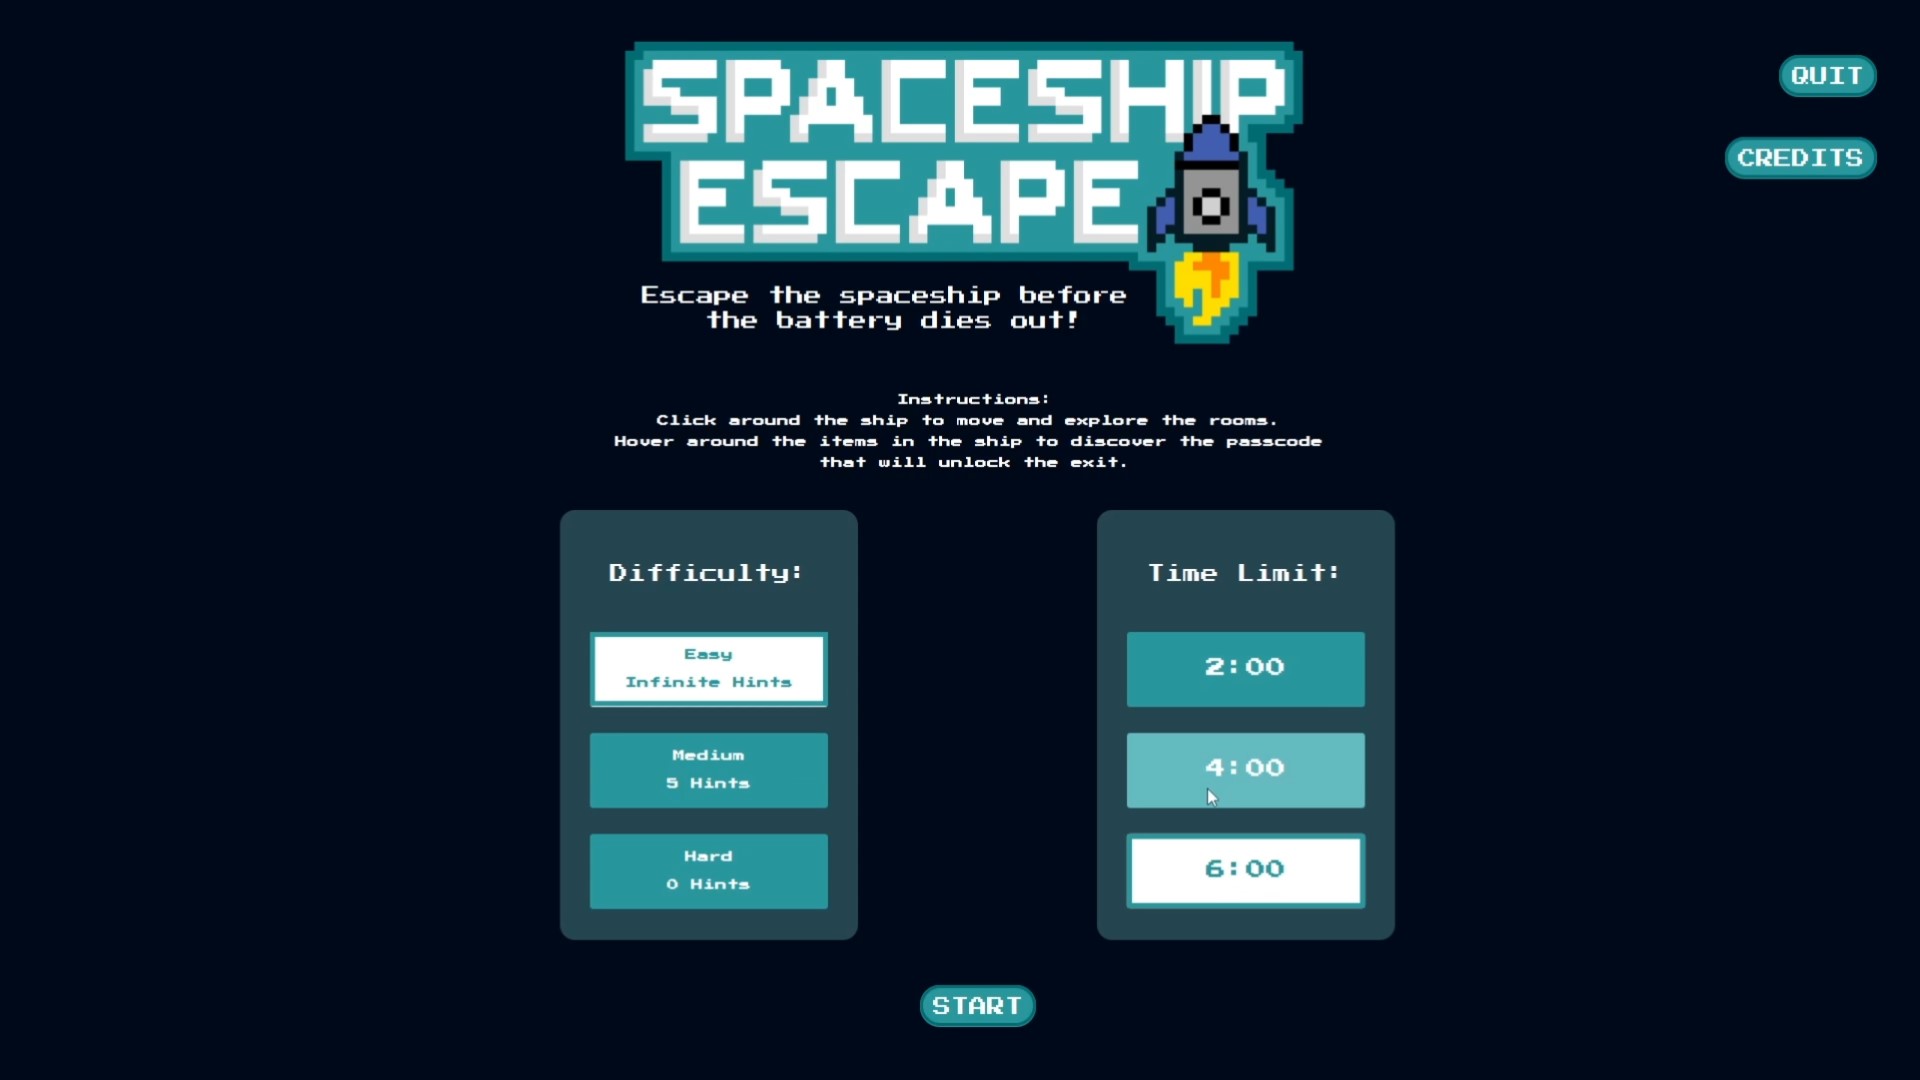 SPACESHIP
ESCAPE
QUIT
CREDITS
Escape the spaceship before
the battery dies out!
Instructions:
Click around the ship to move and explore the rooms.
Hover around the items in the ship to discover the passcode
that will unlock the exit.
Difficulty:
Easy
Infinite Hints
Medium
5 Hints
Hard
0 Hints
Time Limit:
2:00
4:00
6:00
START